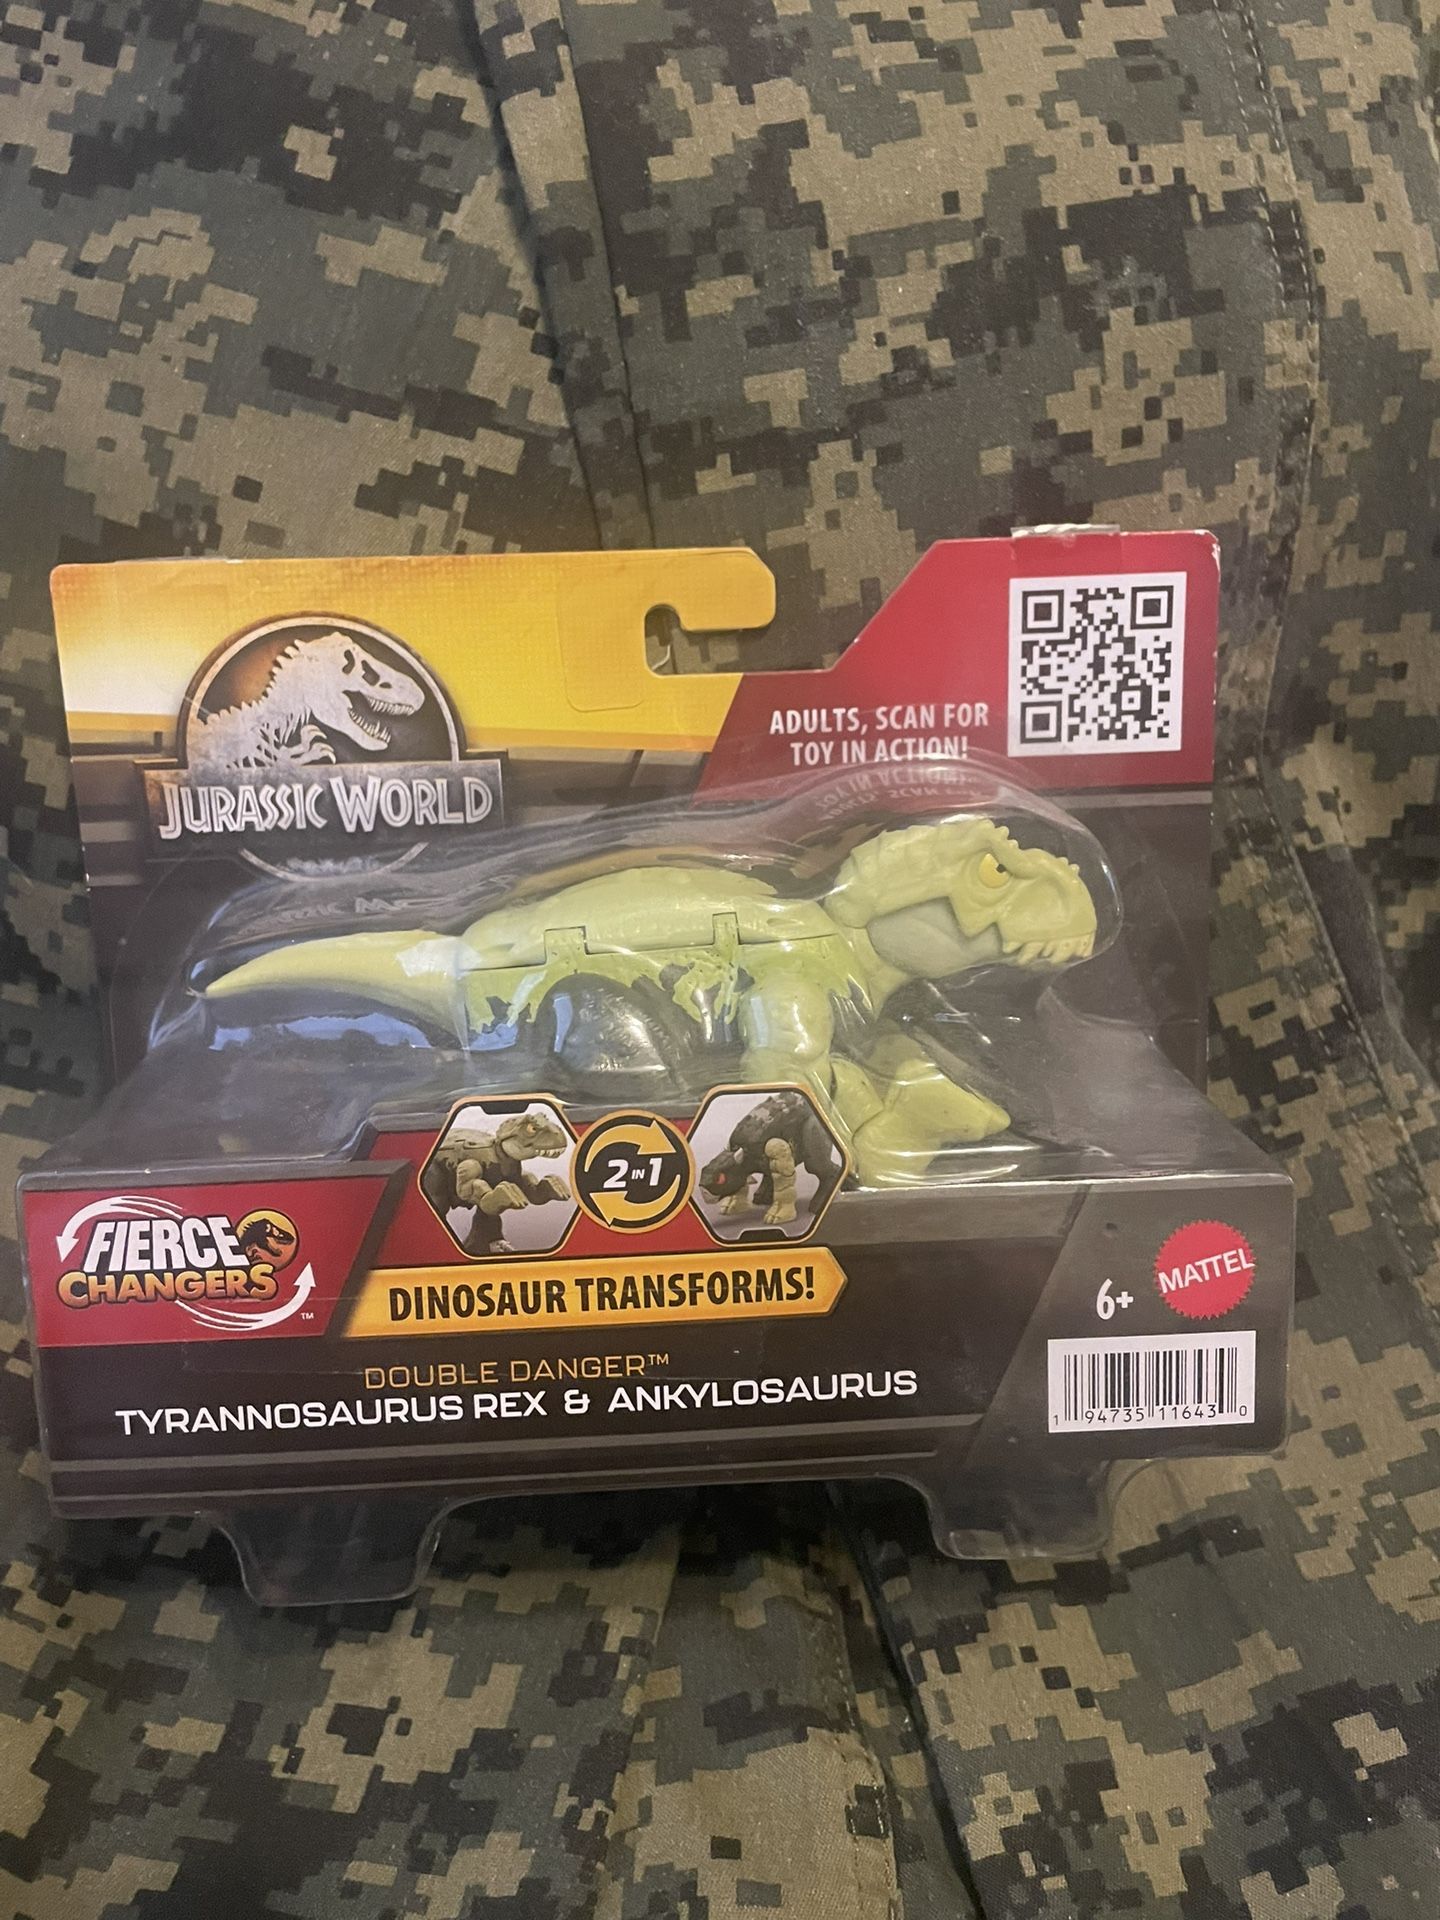 JURASSIC WORLD
ADULTS, SCAN FOR
TOY IN ACTION!
2 IN 1
FIERCE
CHANGERS™
DINOSAUR TRANSFORMS!
6+
MATTEL
DOUBLE DANGER™
TYRANNOSAURUS REX & ANKYLOSAURUS
1 94735 11643 0